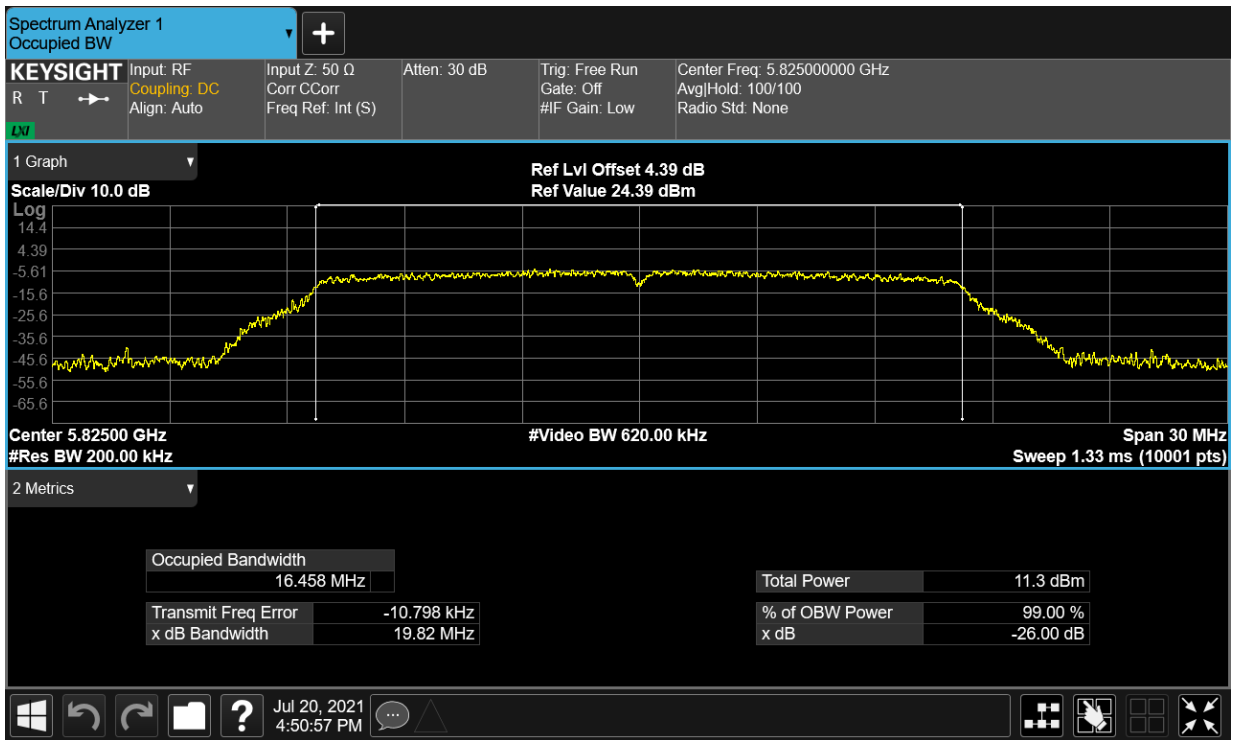 Spectrum Analyzer 1
Occupied BW
+
KEYSIGHT
R T
LXI
Input: RF
Coupling: DC
Align: Auto
Input Z: 50 Ω
Corr CCorr
Freq Ref: Int (S)
Atten: 30 dB
Trig: Free Run
Gate: Off
#IF Gain: Low
Center Freq: 5.825000000 GHz
Avg|Hold: 100/100
Radio Std: None
1 Graph
Scale/Div 10.0 dB
Ref Lvl Offset 4.39 dB
Ref Value 24.39 dBm
Log
14.4
4.39
-5.61
-15.6
-25.6
-35.6
-45.6
-55.6
-65.6
Center 5.82500 GHz
#Video BW 620.00 kHz
Span 30 MHz
#Res BW 200.00 kHz
Sweep 1.33 ms (10001 pts)
2 Metrics
Occupied Bandwidth
16.458 MHz
Total Power 11.3 dBm
Transmit Freq Error -10.798 kHz
% of OBW Power 99.00 %
x dB Bandwidth 19.82 MHz
x dB -26.00 dB
?
Jul 20, 2021
4:50:57 PM